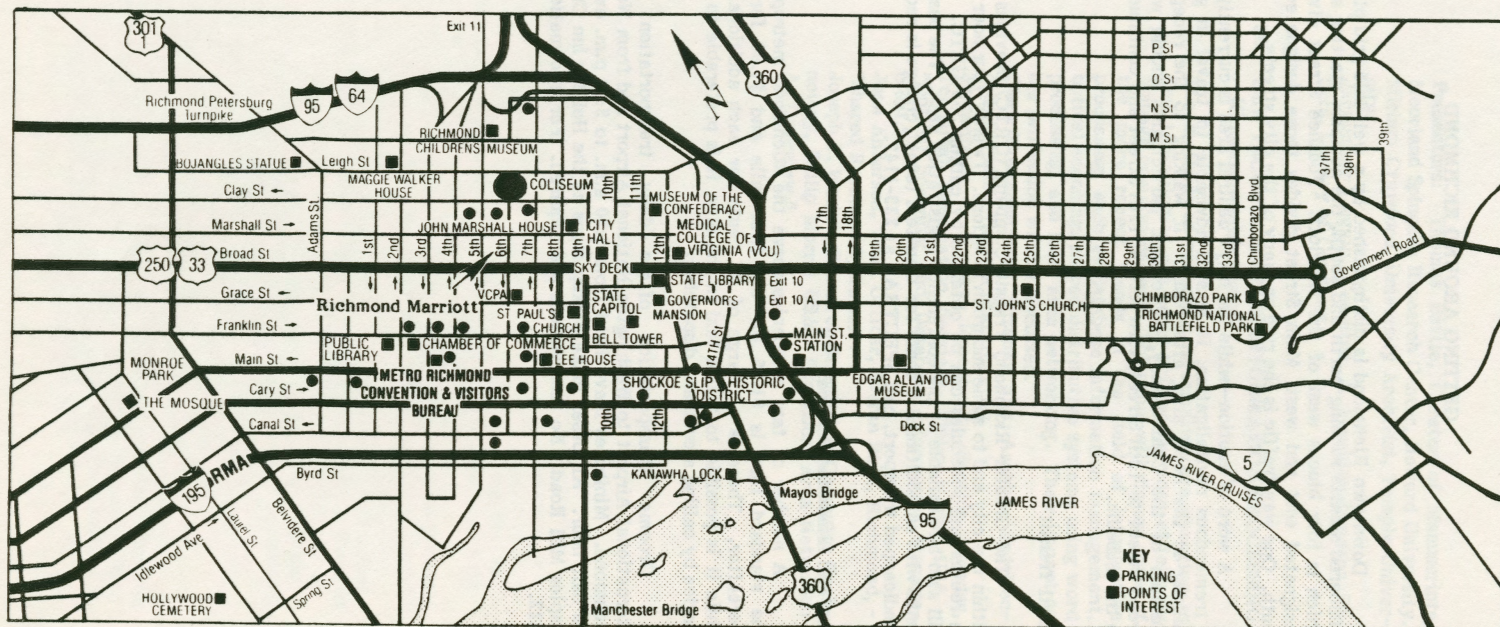 301
1
Exit 11
360
N
P St
O St
N St
M St
39th
37th
38th
95
64
Richmond Petersburg
Turnpike
RICHMOND
CHILDRENS MUSEUM
BOJANGLES STATUE
Leigh St
MAGGIE WALKER
HOUSE
COLISEUM
10th
11th
MUSEUM OF THE
CONFEDERACY
Clay St
Marshall St
Adams St
JOHN MARSHALL HOUSE
CITY
HALL
MEDICAL
COLLEGE OF
VIRGINIA (VCU)
17th
18th
Chimborazo Blvd
250
33
Broad St
1st
2nd
3rd
4th
5th
6th
7th
8th
9th
12th
19th
20th
21st
22nd
23rd
24th
25th
26th
27th
28th
29th
30th
31st
32nd
33rd
Government Road
SKY DECK
STATE LIBRARY
Exit 10
Exit 10 A
Grace St
VCPA
STATE
CAPITOL
GOVERNOR'S
MANSION
ST. JOHN'S CHURCH
CHIMBORAZO PARK
RICHMOND NATIONAL
BATTLEFIELD PARK
Richmond Marriott
ST PAUL'S
CHURCH
Franklin St
BELL TOWER
14TH St
MAIN ST.
STATION
PUBLIC
LIBRARY
CHAMBER OF COMMERCE
LEE HOUSE
MONROE
PARK
Main St
METRO RICHMOND
CONVENTION & VISITORS
BUREAU
SHOCKOE SLIP HISTORIC
DISTRICT
EDGAR ALLAN POE
MUSEUM
Cary St
THE MOSQUE
Canal St
10th
12th
Dock St
RMA
195
Byrd St
KANAWHA LOCK
Mayos Bridge
JAMES RIVER
JAMES RIVER CRUISES
5
95
Laurel St
Belvidere St
Idlewood Ave
Spring St
HOLLYWOOD
CEMETERY
Manchester Bridge
360
KEY
PARKING
POINTS OF
INTEREST